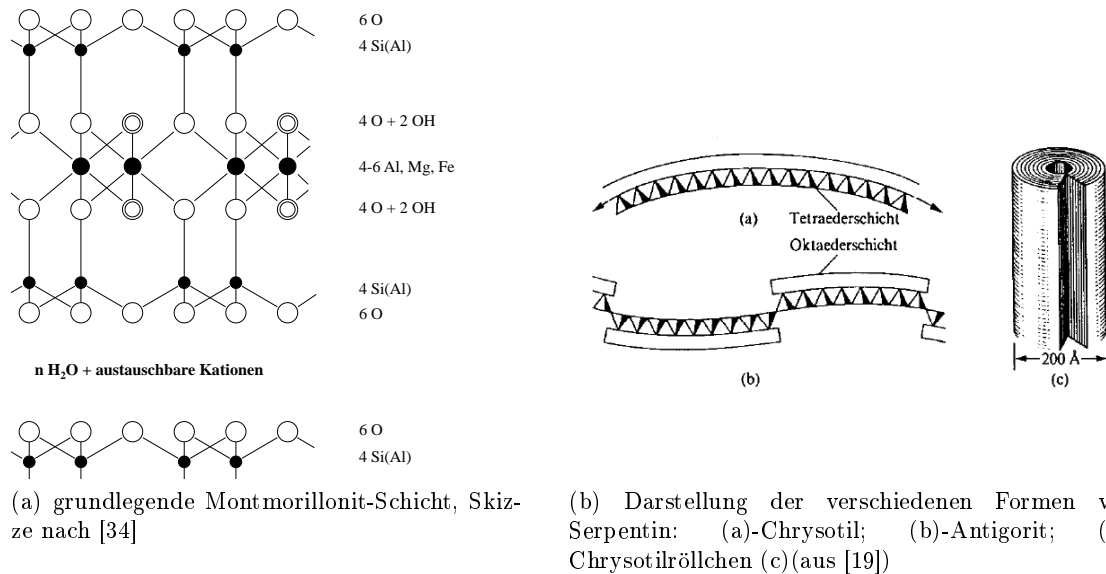 6 O
4 Si(Al)
4 O + 2 OH
4-6 Al, Mg, Fe
4 O + 2 OH
4 Si(Al)
6 O
n H₂O + austauschbare Kationen
6 O
4 Si(Al)
(a) grundlegende Montmorillonit-Schicht, Skiz-
ze nach [34]
(a)
Tetraederschicht
Oktaederschicht
(b)
200 Å
(c)
(b) Darstellung der verschiedenen Formen v
Serpentin: (a)-Chrysotil; (b)-Antigorit; (
Chrysotilröllchen (c)(aus [19])